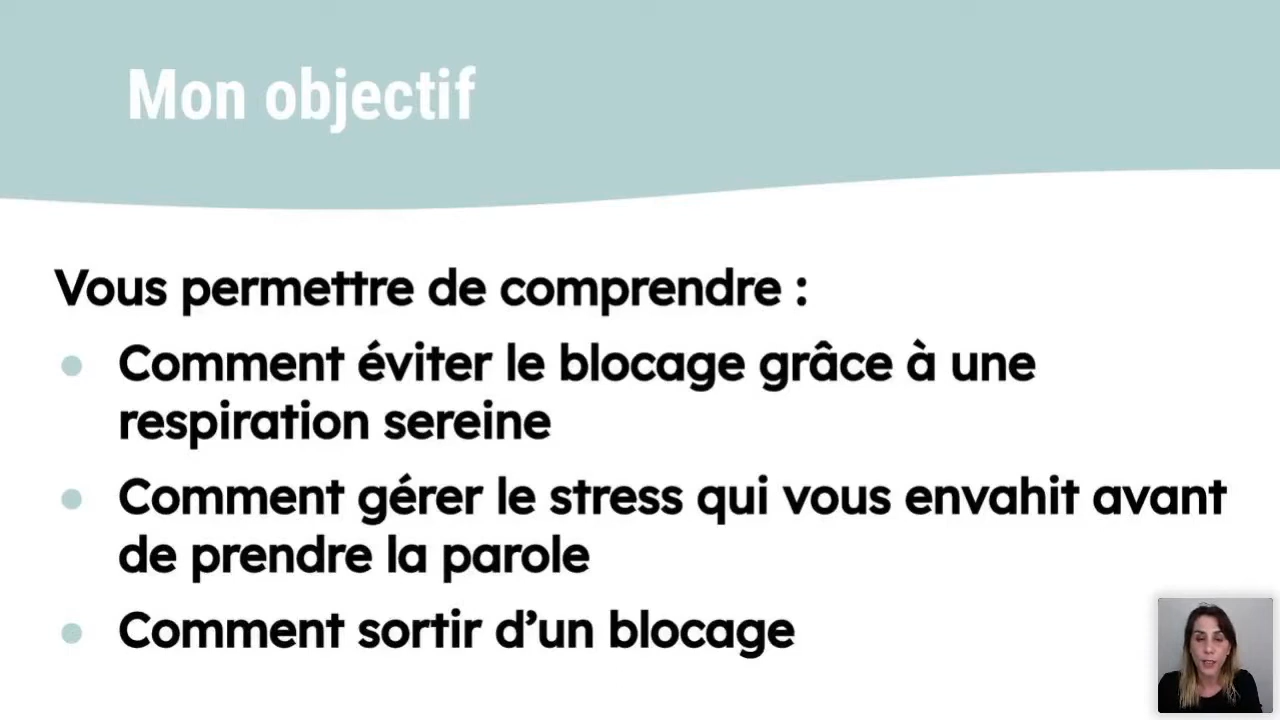 Mon objectif
Vous permettre de comprendre :
● Comment éviter le blocage grâce à une
respiration sereine
● Comment gérer le stress qui vous envahit avant
de prendre la parole
● Comment sortir d’un blocage